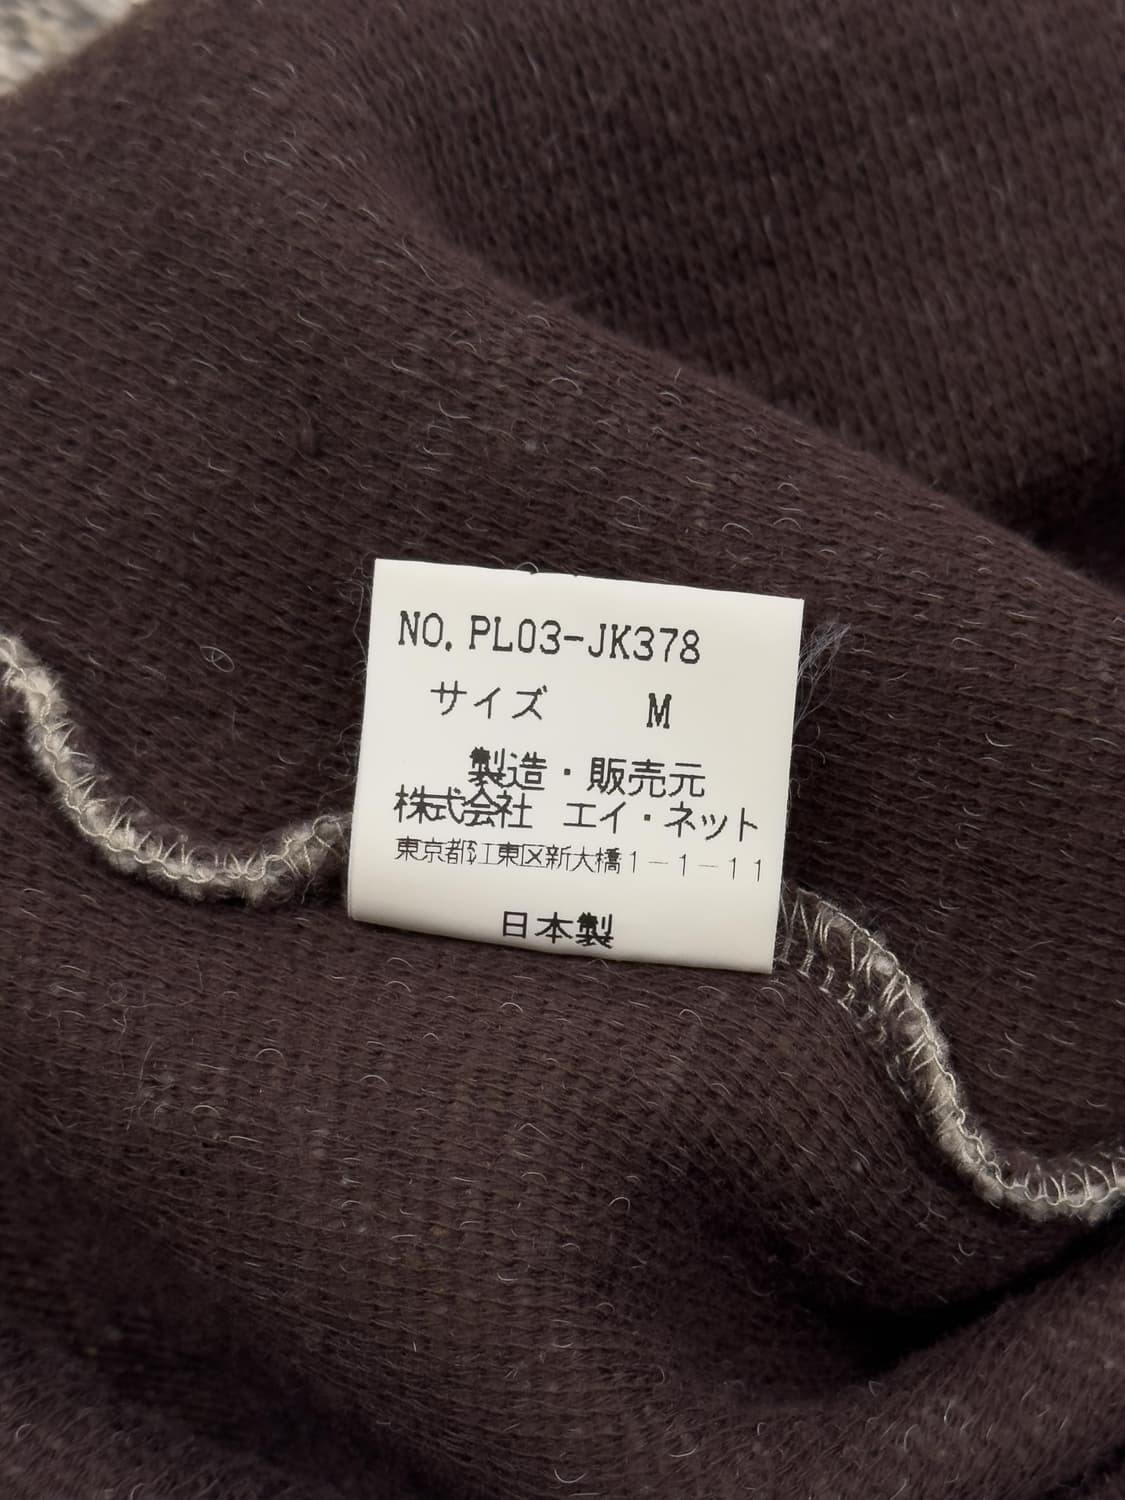 NO. PL03-JK378
サイズ M
製造・販売元
株式会社 エイ・ネット
東京都江東区新大橋1-1-11
日本製